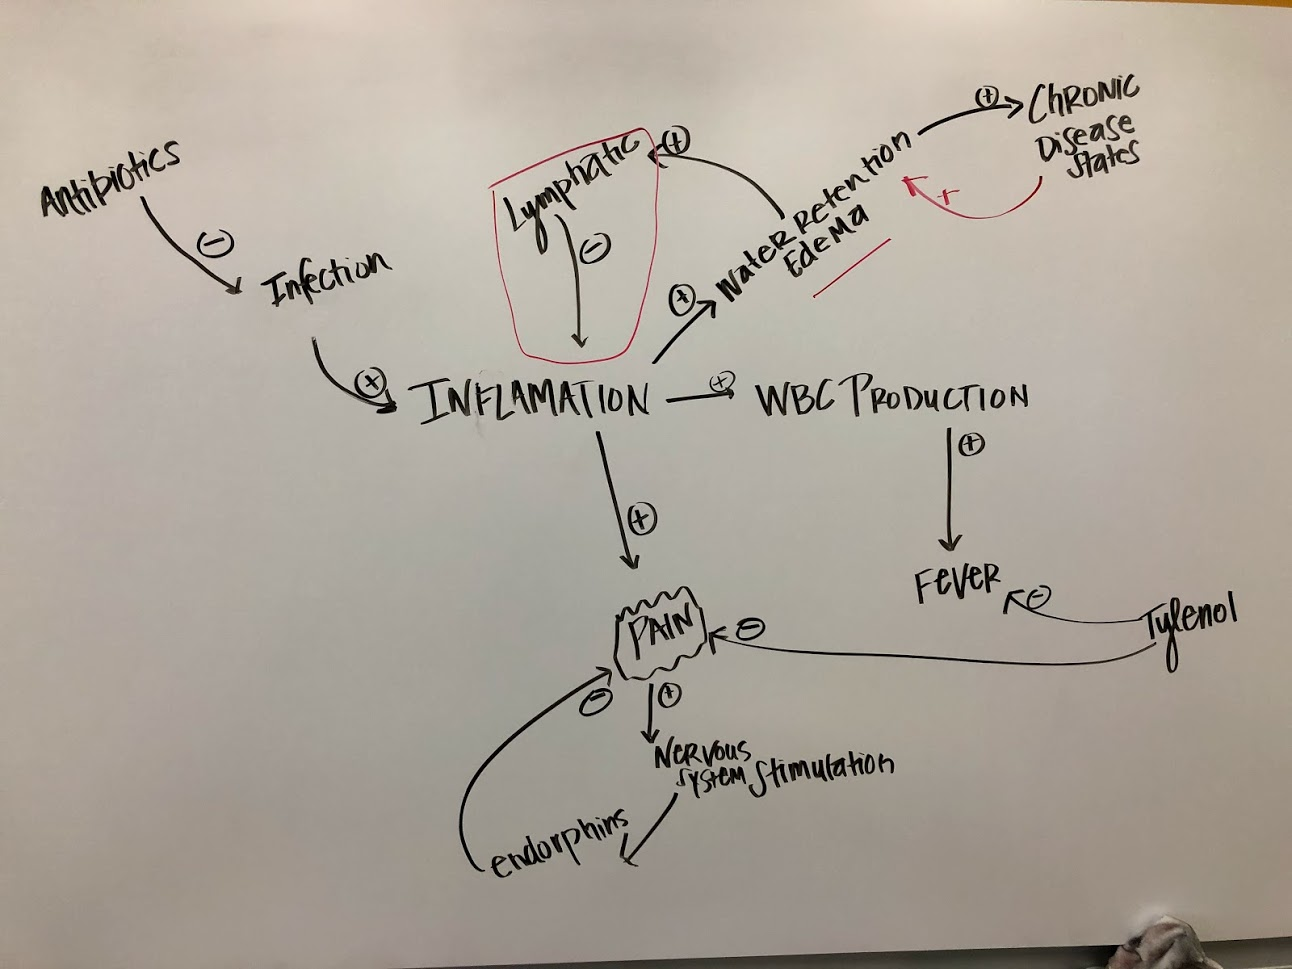 Antibiotics
⊖
Infection
⊕
Lymphatic
⊖
⊕
Water Retention
Edema
⊕
⊕
CHRONIC
Disease
States
+
INFLAMATION
⊕
WBC PRODUCTION
⊕
⊕
FEVER
⊖
Tylenol
PAIN
⊖
⊖
⊕
NERVOUS
SYSTEM Stimulation
endorphins